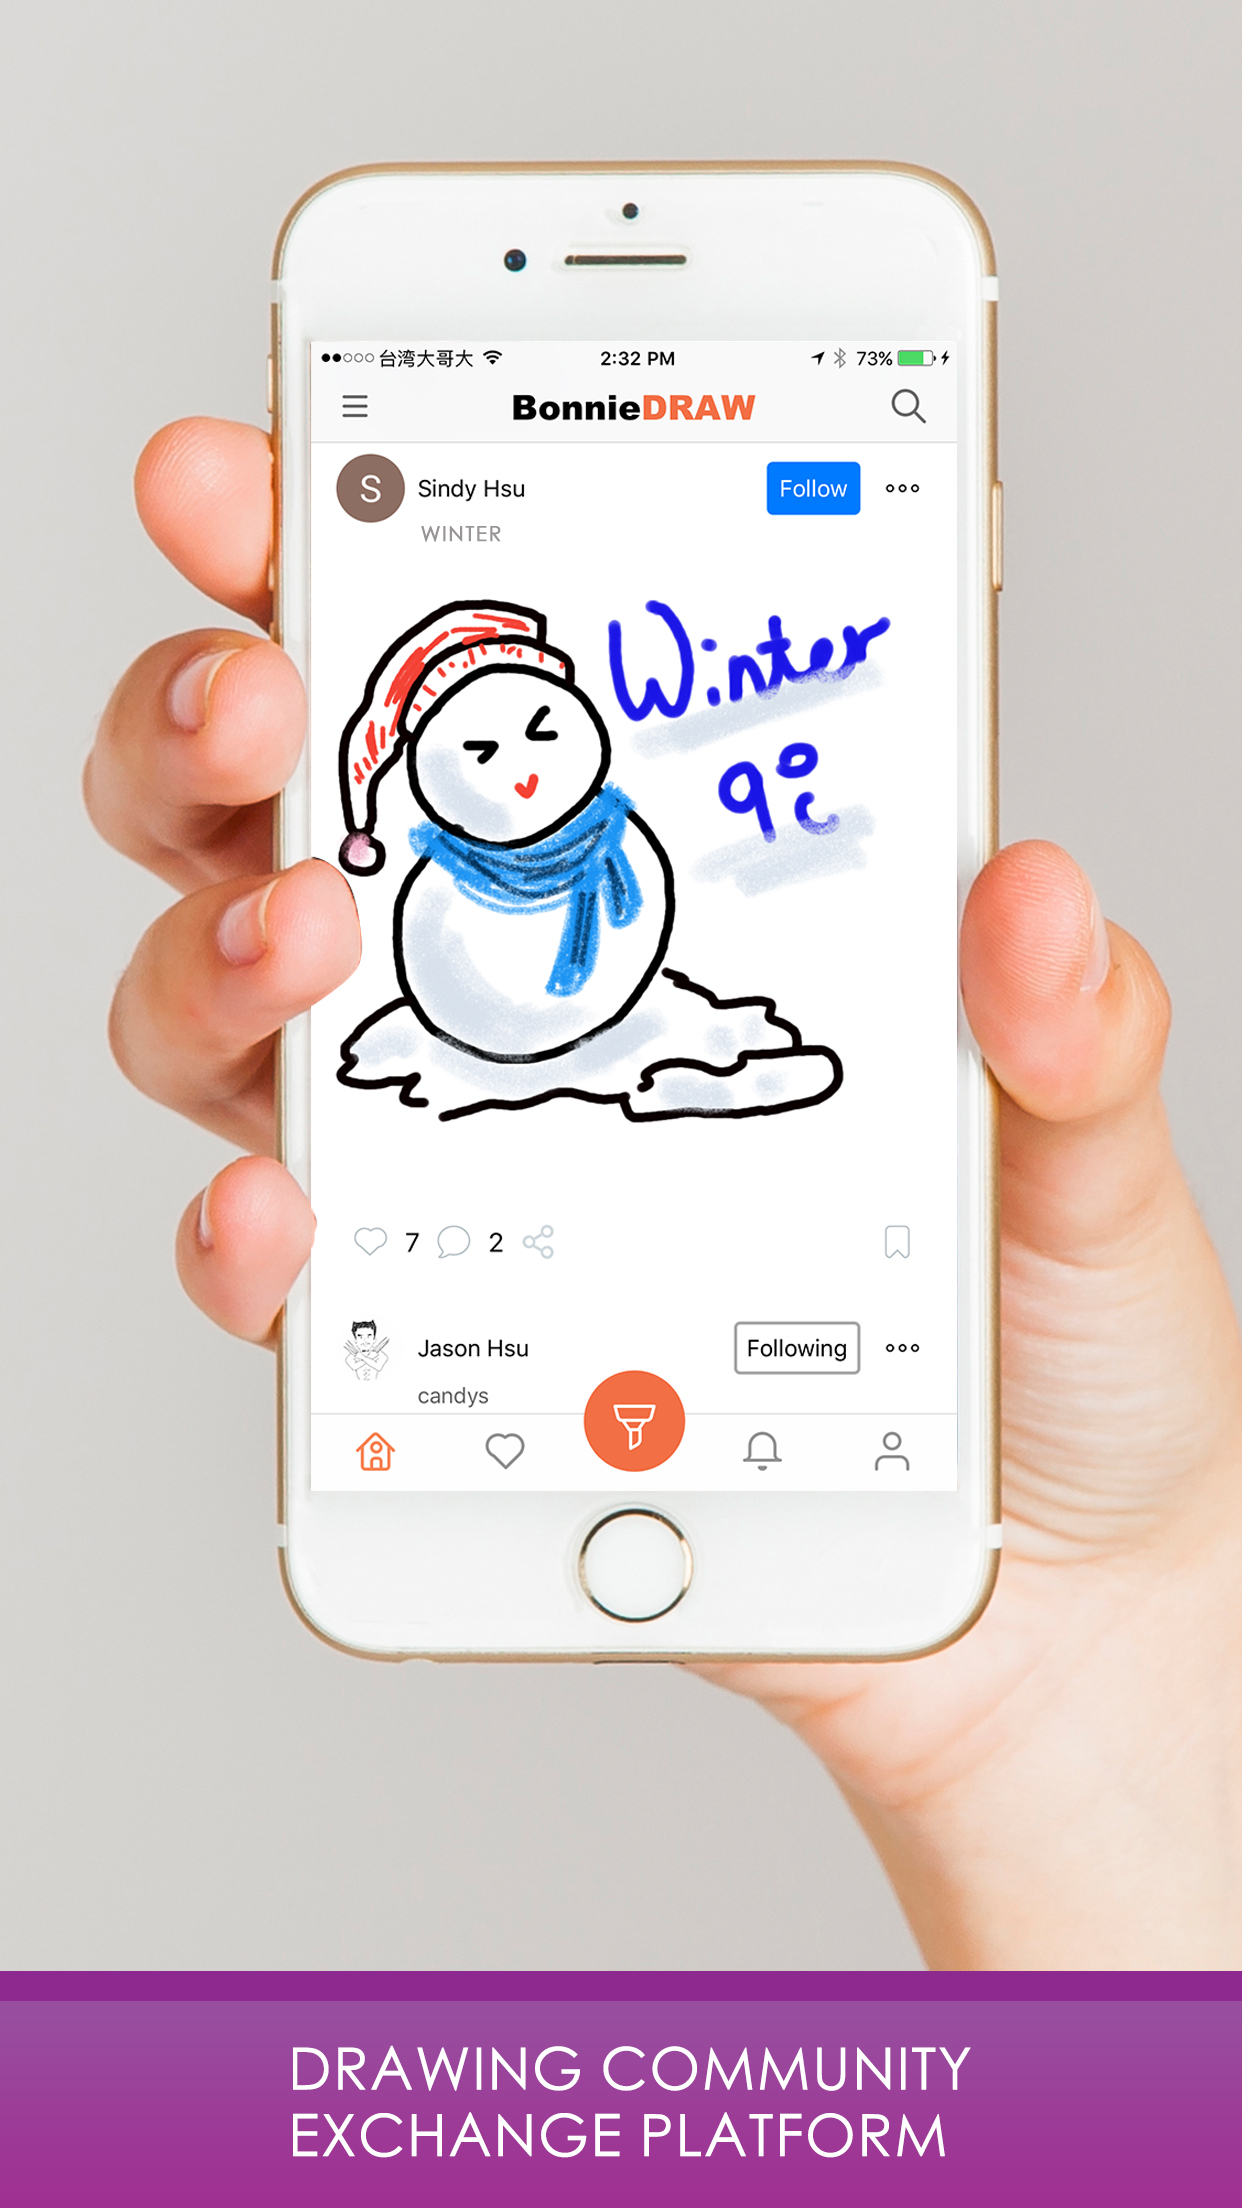 台湾大哥大 2:32 PM 73%
BonnieDRAW
S Sindy Hsu Follow
WINTER
Winter
9°C
7 2
Jason Hsu Following
candys
DRAWING COMMUNITY
EXCHANGE PLATFORM